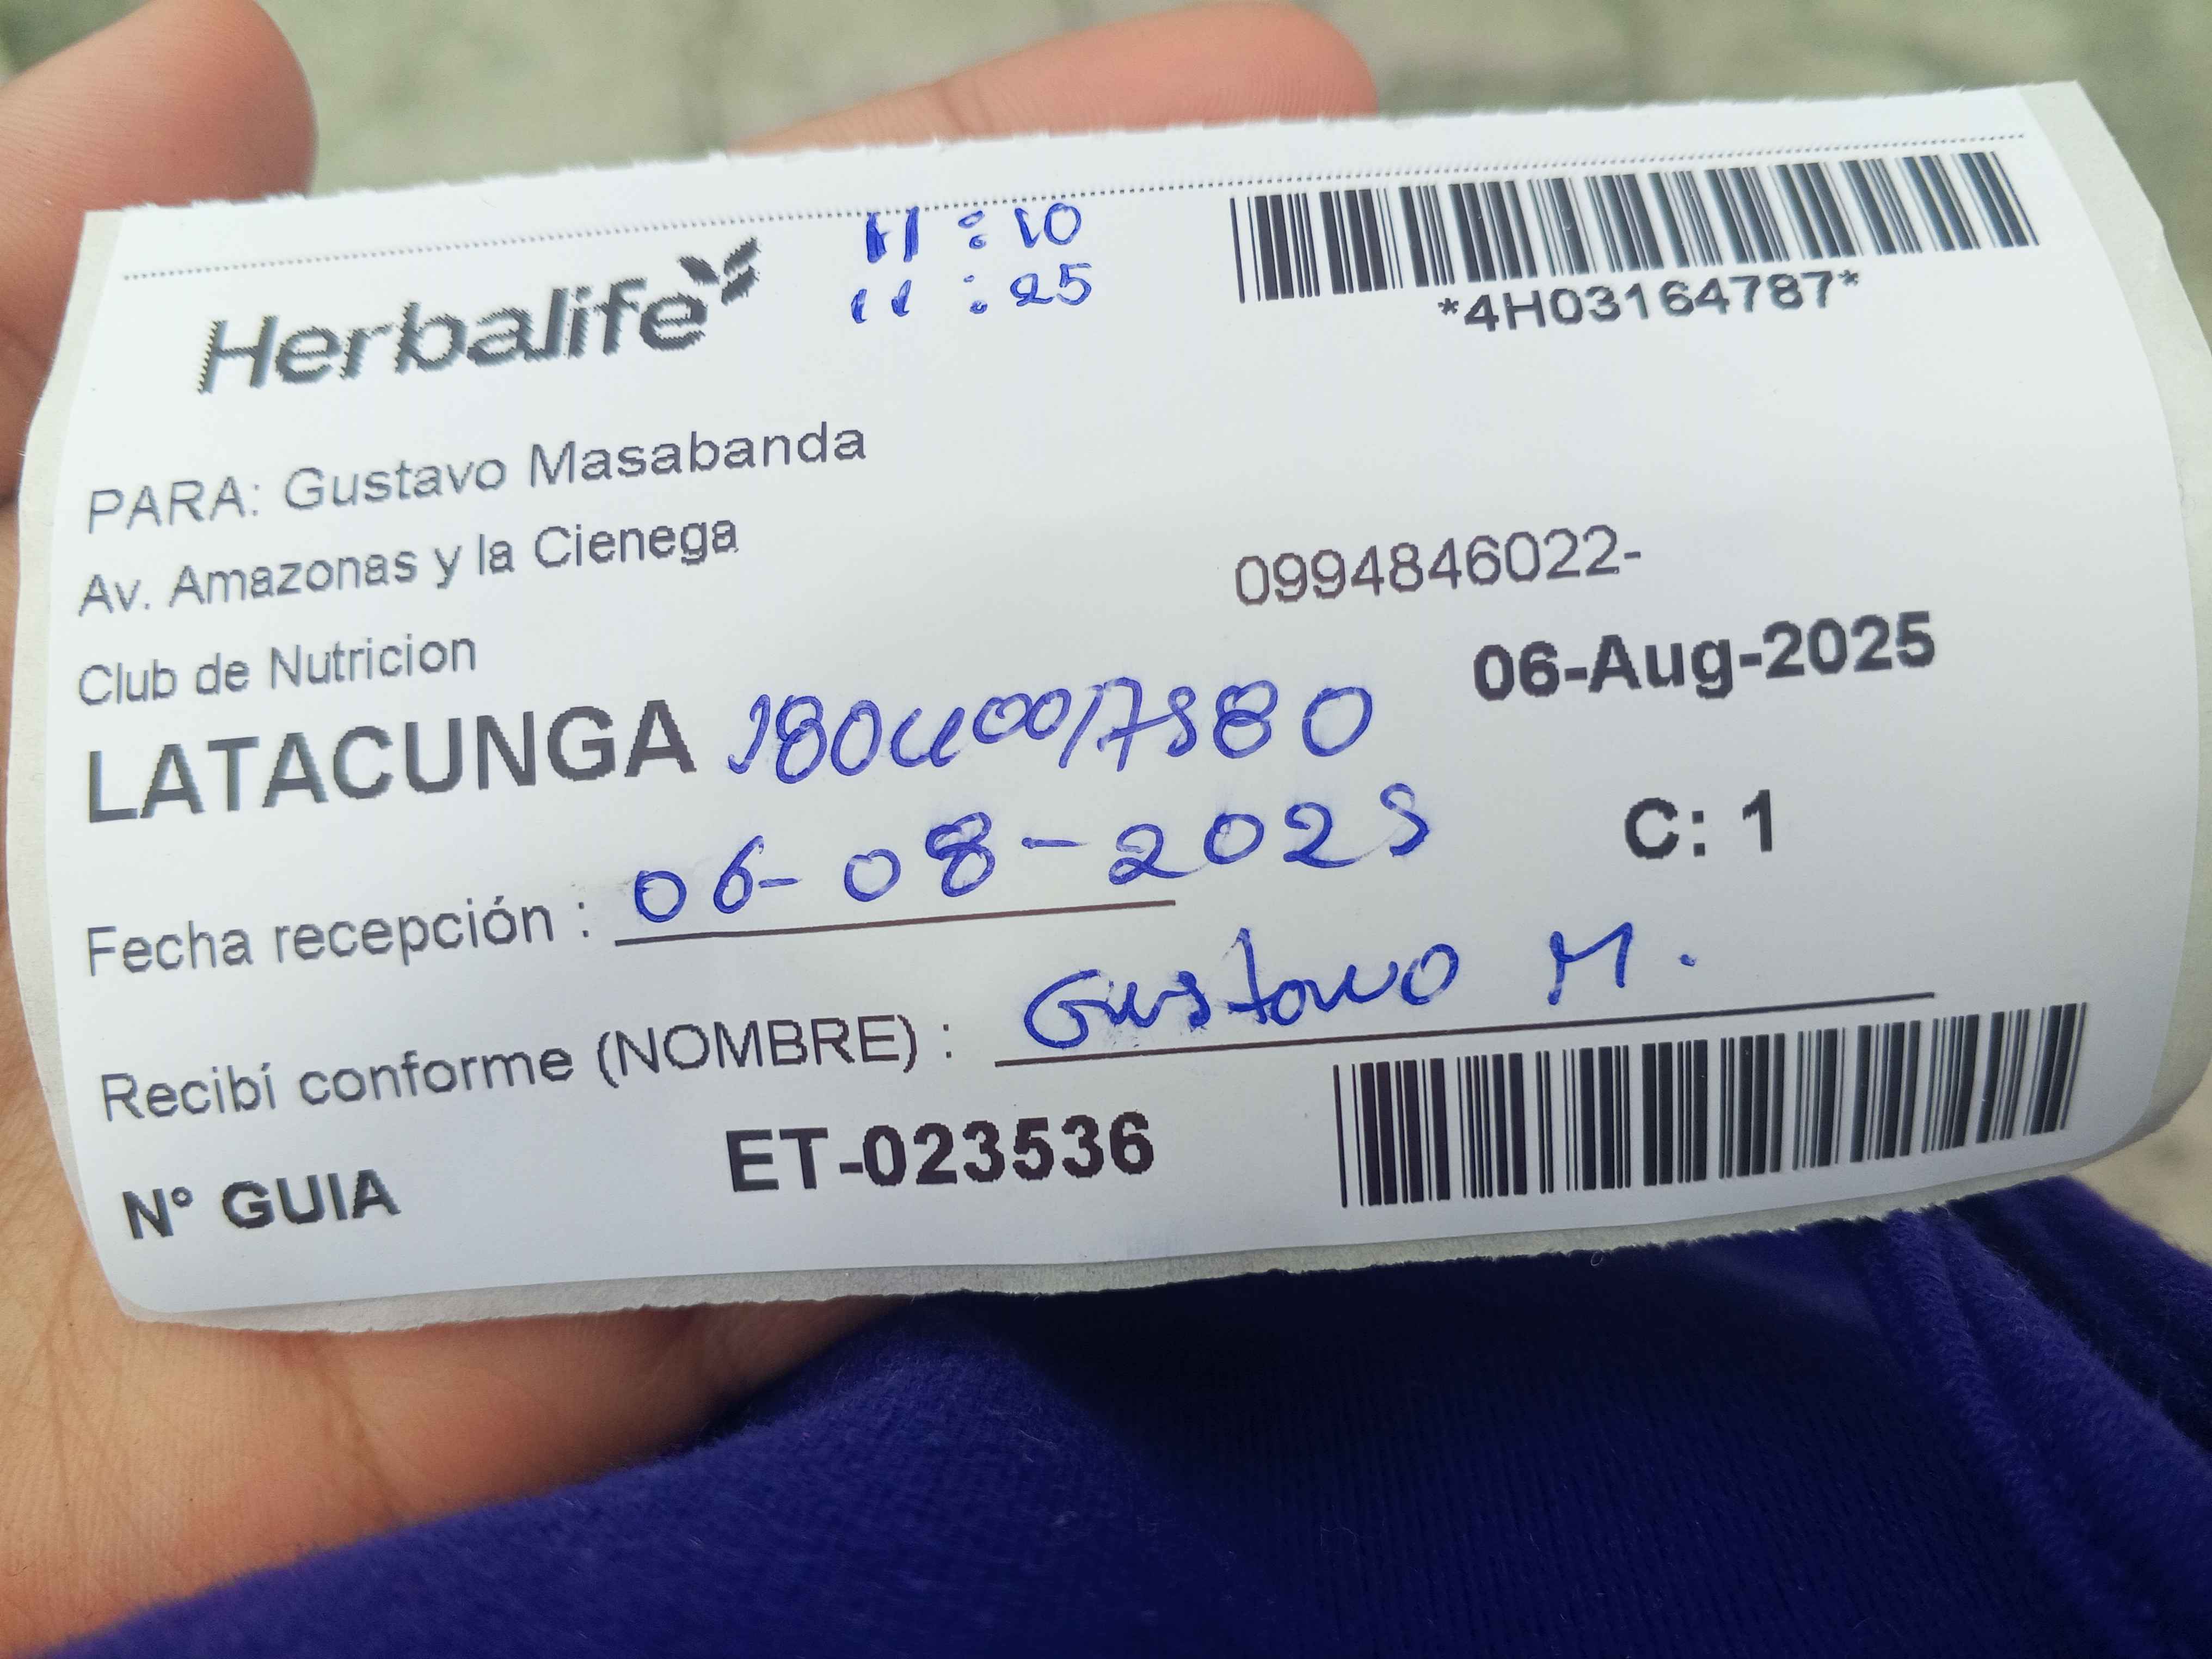 Herbalife
11:10
11:25
*4H03164787*
PARA: Gustavo Masabanda
Av. Amazonas y la Cienega
0994846022-
Club de Nutricion
06-Aug-2025
LATACUNGA 1804007580
C: 1
Fecha recepción : 06-08-2025
Recibí conforme (NOMBRE) : Gustavo M.
N° GUIA ET-023536